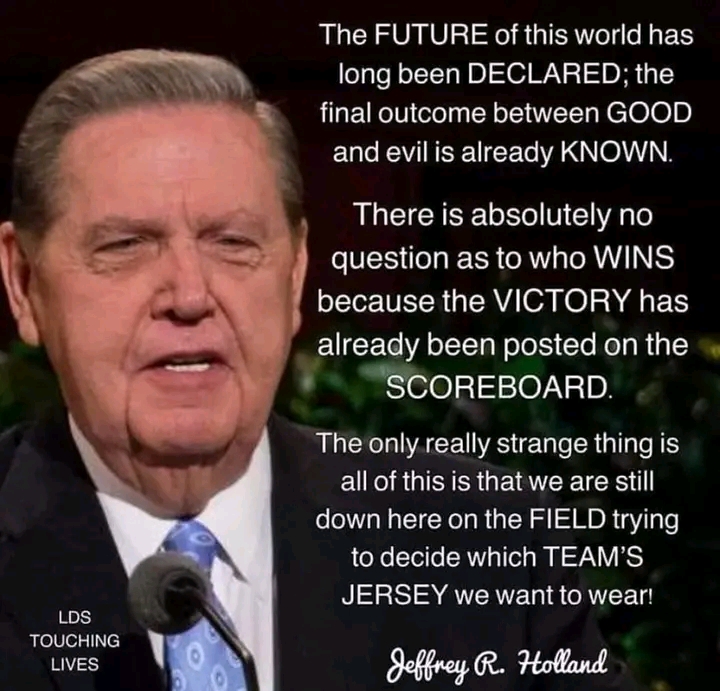 The FUTURE of this world has
long been DECLARED; the
final outcome between GOOD
and evil is already KNOWN.
There is absolutely no
question as to who WINS
because the VICTORY has
already been posted on the
SCOREBOARD.
The only really strange thing is
all of this is that we are still
down here on the FIELD trying
to decide which TEAM'S
JERSEY we want to wear!
Jeffrey R. Holland
LDS
TOUCHING
LIVES